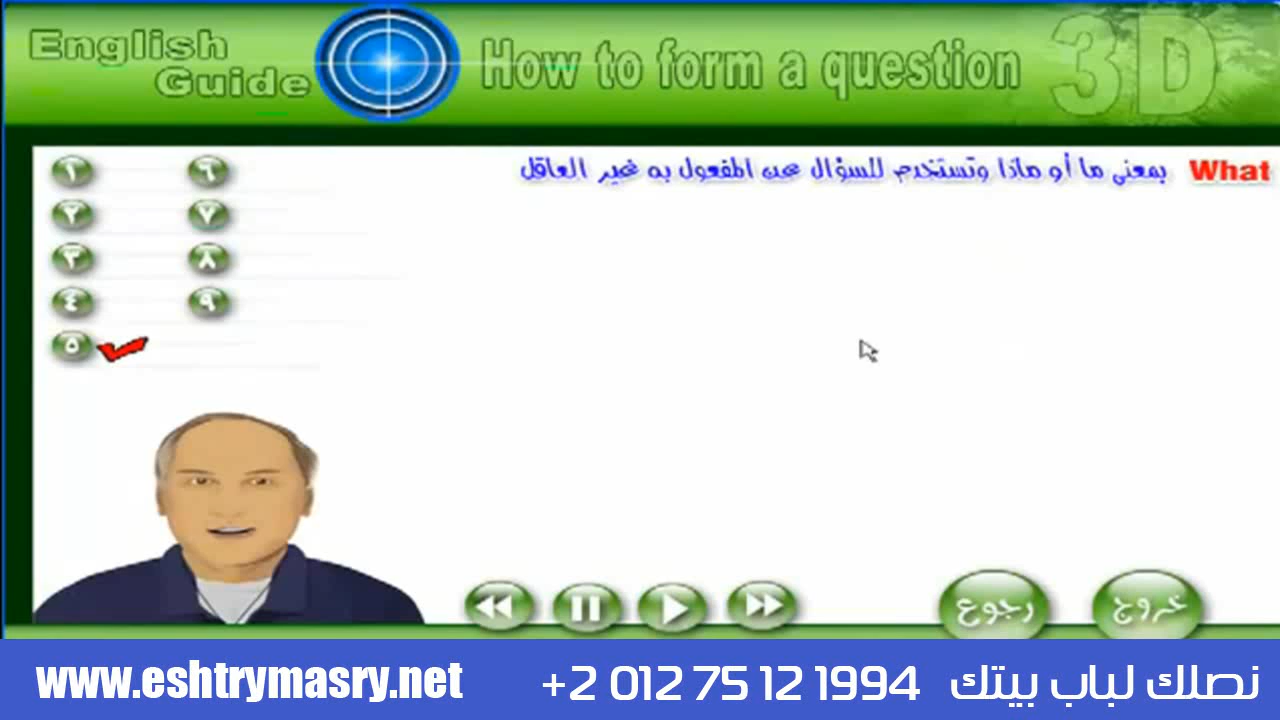 English
Guide
How to form a question
3D
What بمعنى ما أو ماذا وتستخدم للسؤال عن المفعول به غير العاقل
١ ٦
٢ ٧
٣ ٨
٤ ٩
٥
رجوع
خروج
www.eshtrymasry.net
+2 012 75 12 1994 نصلك لباب بيتك